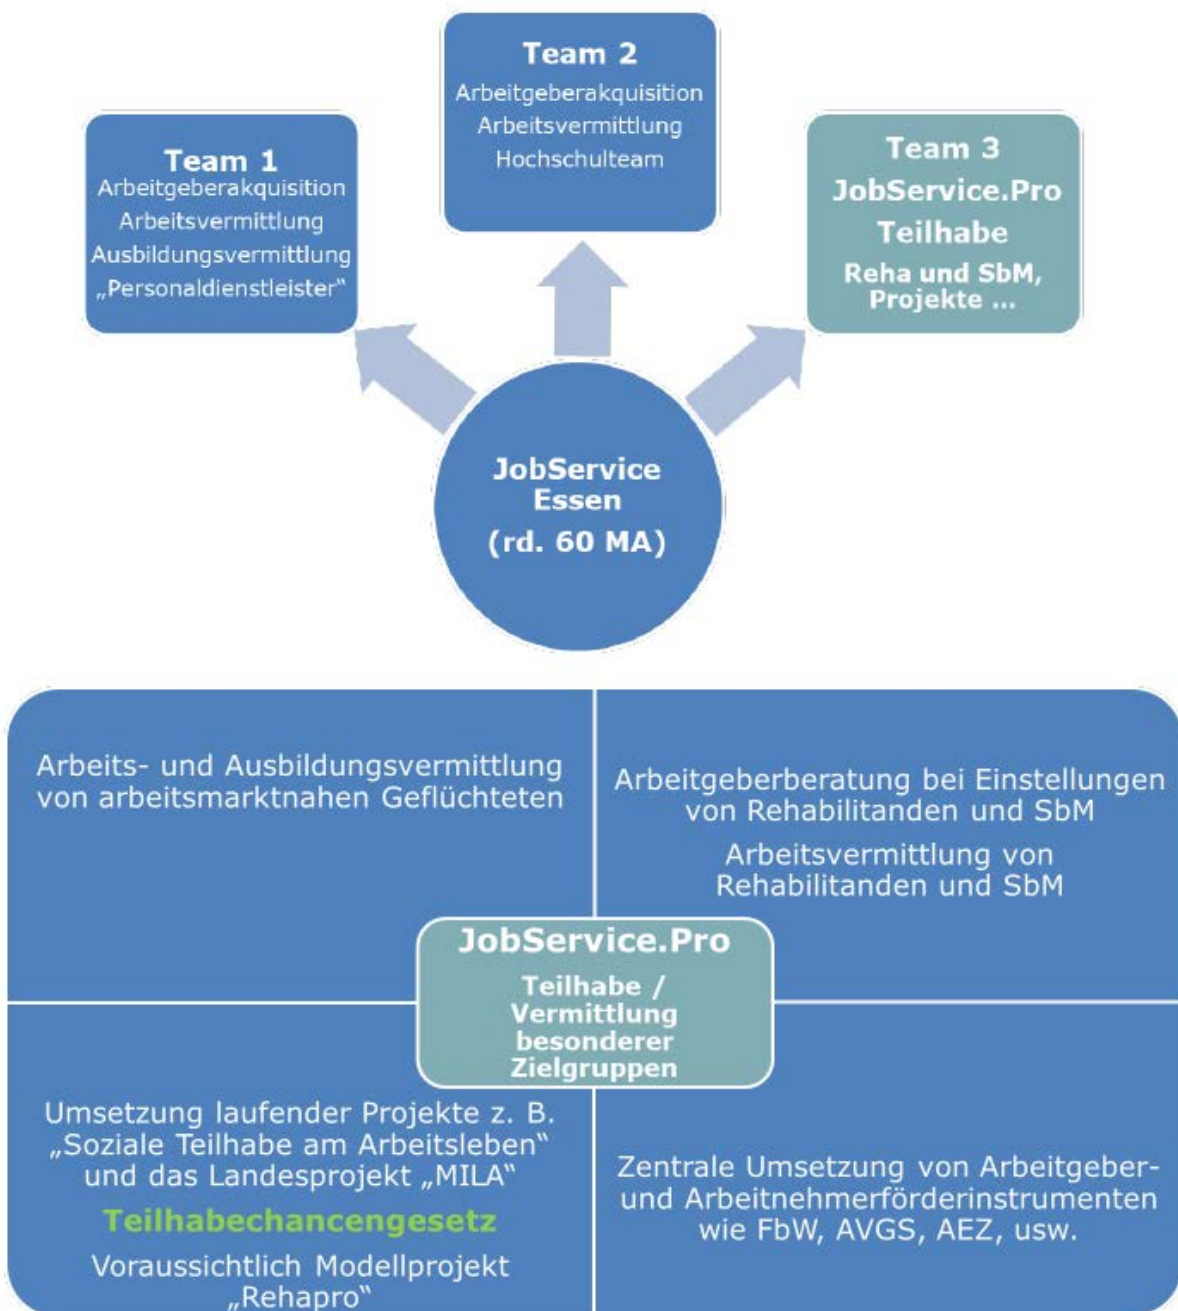 Team 1
Arbeitgeberakquisition
Arbeitsvermittlung
Ausbildungsvermittlung
„Personaldienstleister“
Team 2
Arbeitgeberakquisition
Arbeitsvermittlung
Hochschulteam
Team 3
JobService.Pro
Teilhabe
Reha und SbM,
Projekte ...
JobService
Essen
(rd. 60 MA)
Arbeits- und Ausbildungsvermittlung
von arbeitsmarktnahen Geflüchteten
Arbeitgeberberatung bei Einstellungen
von Rehabilitanden und SbM
Arbeitsvermittlung von
Rehabilitanden und SbM
JobService.Pro
Teilhabe /
Vermittlung
besonderer
Zielgruppen
Umsetzung laufender Projekte z. B.
„Soziale Teilhabe am Arbeitsleben“
und das Landesprojekt „MILA“
Teilhabechancengesetz
Voraussichtlich Modellprojekt
„Rehapro“
Zentrale Umsetzung von Arbeitgeber-
und Arbeitnehmerförderinstrumenten
wie FbW, AVGS, AEZ, usw.